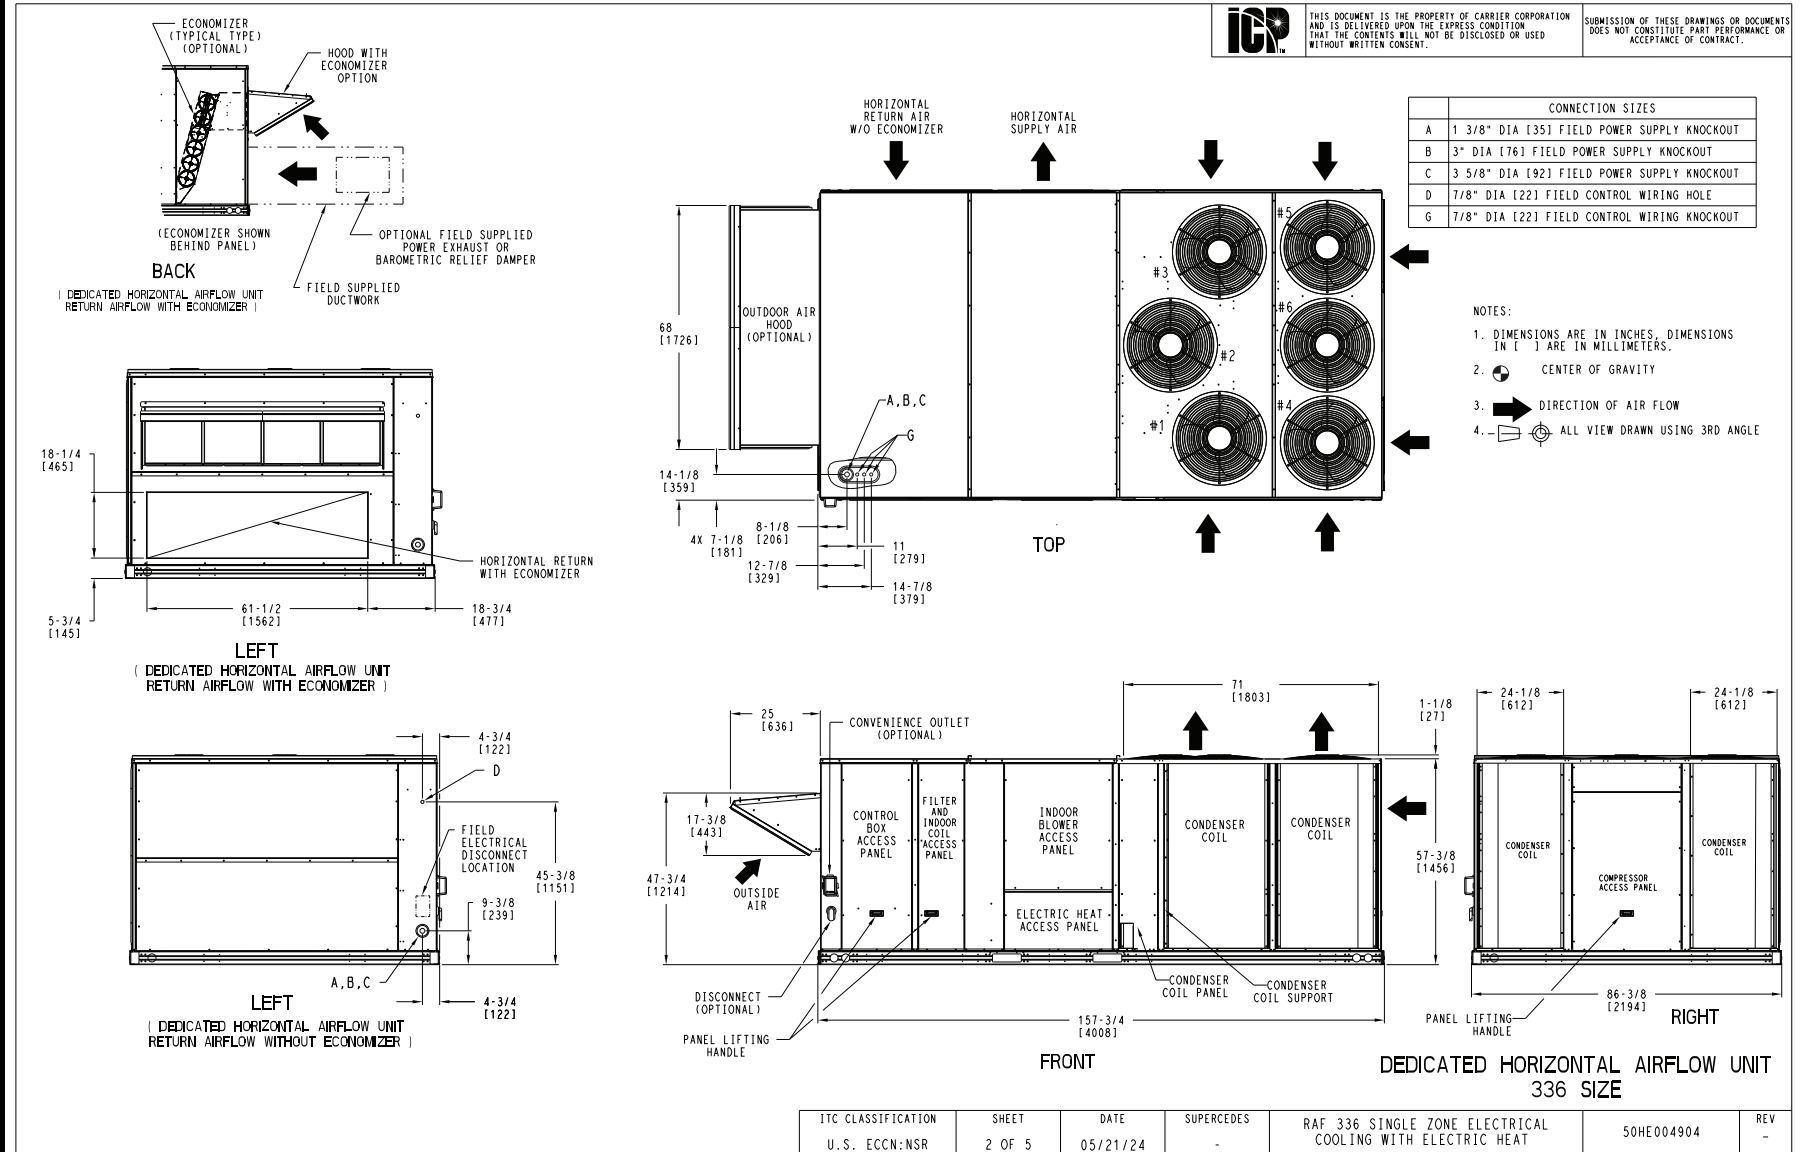 iCP
TM
THIS DOCUMENT IS THE PROPERTY OF CARRIER CORPORATION
AND IS DELIVERED UPON THE EXPRESS CONDITION
THAT THE CONTENTS WILL NOT BE DISCLOSED OR USED
WITHOUT WRITTEN CONSENT.
SUBMISSION OF THESE DRAWINGS OR DOCUMENTS
DOES NOT CONSTITUTE PART PERFORMANCE OR
ACCEPTANCE OF CONTRACT.
ECONOMIZER
(TYPICAL TYPE)
(OPTIONAL)
HOOD WITH
ECONOMIZER
OPTION
(ECONOMIZER SHOWN
BEHIND PANEL)
OPTIONAL FIELD SUPPLIED
POWER EXHAUST OR
BAROMETRIC RELIEF DAMPER
FIELD SUPPLIED
DUCTWORK
BACK
( DEDICATED HORIZONTAL AIRFLOW UNIT
RETURN AIRFLOW WITH ECONOMIZER )
HORIZONTAL
RETURN AIR
W/O ECONOMIZER
HORIZONTAL
SUPPLY AIR
68
[1726]
OUTDOOR AIR
HOOD
(OPTIONAL)
#5
#3
#6
#2
#4
#1
A,B,C
G
14-1/8
[359]
4X 7-1/8
[181]
8-1/8
[206]
11
[279]
12-7/8
[329]
14-7/8
[379]
TOP
CONNECTION SIZES
A 1 3/8" DIA [35] FIELD POWER SUPPLY KNOCKOUT
B 3" DIA [76] FIELD POWER SUPPLY KNOCKOUT
C 3 5/8" DIA [92] FIELD POWER SUPPLY KNOCKOUT
D 7/8" DIA [22] FIELD CONTROL WIRING HOLE
G 7/8" DIA [22] FIELD CONTROL WIRING KNOCKOUT
NOTES:
1. DIMENSIONS ARE IN INCHES, DIMENSIONS
IN [ ] ARE IN MILLIMETERS.
2. CENTER OF GRAVITY
3. DIRECTION OF AIR FLOW
4. ALL VIEW DRAWN USING 3RD ANGLE
18-1/4
[465]
HORIZONTAL RETURN
WITH ECONOMIZER
5-3/4
[145]
61-1/2
[1562]
18-3/4
[477]
LEFT
( DEDICATED HORIZONTAL AIRFLOW UNIT
RETURN AIRFLOW WITH ECONOMIZER )
4-3/4
[122]
D
FIELD
ELECTRICAL
DISCONNECT
LOCATION
45-3/8
[1151]
9-3/8
[239]
A,B,C
4-3/4
[122]
LEFT
( DEDICATED HORIZONTAL AIRFLOW UNIT
RETURN AIRFLOW WITHOUT ECONOMIZER )
25
[636]
CONVENIENCE OUTLET
(OPTIONAL)
71
[1803]
1-1/8
[27]
17-3/8
[443]
47-3/4
[1214]
OUTSIDE
AIR
CONTROL
BOX
ACCESS
PANEL
FILTER
AND
INDOOR
COIL
ACCESS
PANEL
INDOOR
BLOWER
ACCESS
PANEL
ELECTRIC HEAT
ACCESS PANEL
CONDENSER
COIL
CONDENSER
COIL
57-3/8
[1456]
DISCONNECT
(OPTIONAL)
PANEL LIFTING
HANDLE
CONDENSER
COIL PANEL
CONDENSER
COIL SUPPORT
157-3/4
[4008]
FRONT
24-1/8
[612]
24-1/8
[612]
CONDENSER
COIL
COMPRESSOR
ACCESS PANEL
CONDENSER
COIL
86-3/8
[2194]
PANEL LIFTING
HANDLE
RIGHT
DEDICATED HORIZONTAL AIRFLOW UNIT
336 SIZE
ITC CLASSIFICATION
U.S. ECCN:NSR
SHEET
2 OF 5
DATE
05/21/24
SUPERCEDES
-
RAF 336 SINGLE ZONE ELECTRICAL
COOLING WITH ELECTRIC HEAT
50HE004904
REV
-